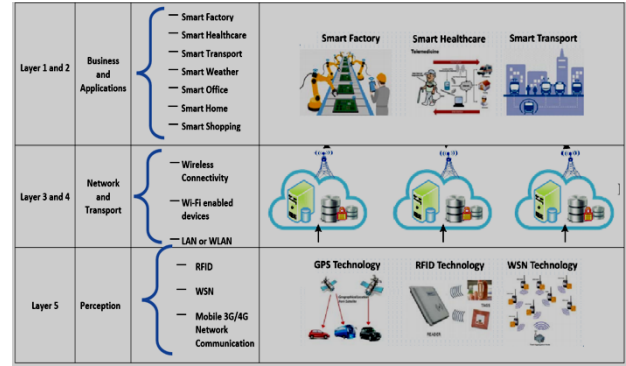 Layer 1 and 2
Business
and
Applications
— Smart Factory
— Smart Healthcare
— Smart Transport
— Smart Weather
— Smart Office
— Smart Home
— Smart Shopping
Smart Factory
Smart Healthcare
Smart Transport
Telemedicine
Layer 3 and 4
Network
and
Transport
— Wireless
Connectivity
— Wi-Fi enabled
devices
— LAN or WLAN
Layer 5
Perception
— RFID
— WSN
— Mobile 3G/4G
Network
Communication
GPS Technology
RFID Technology
WSN Technology
READER